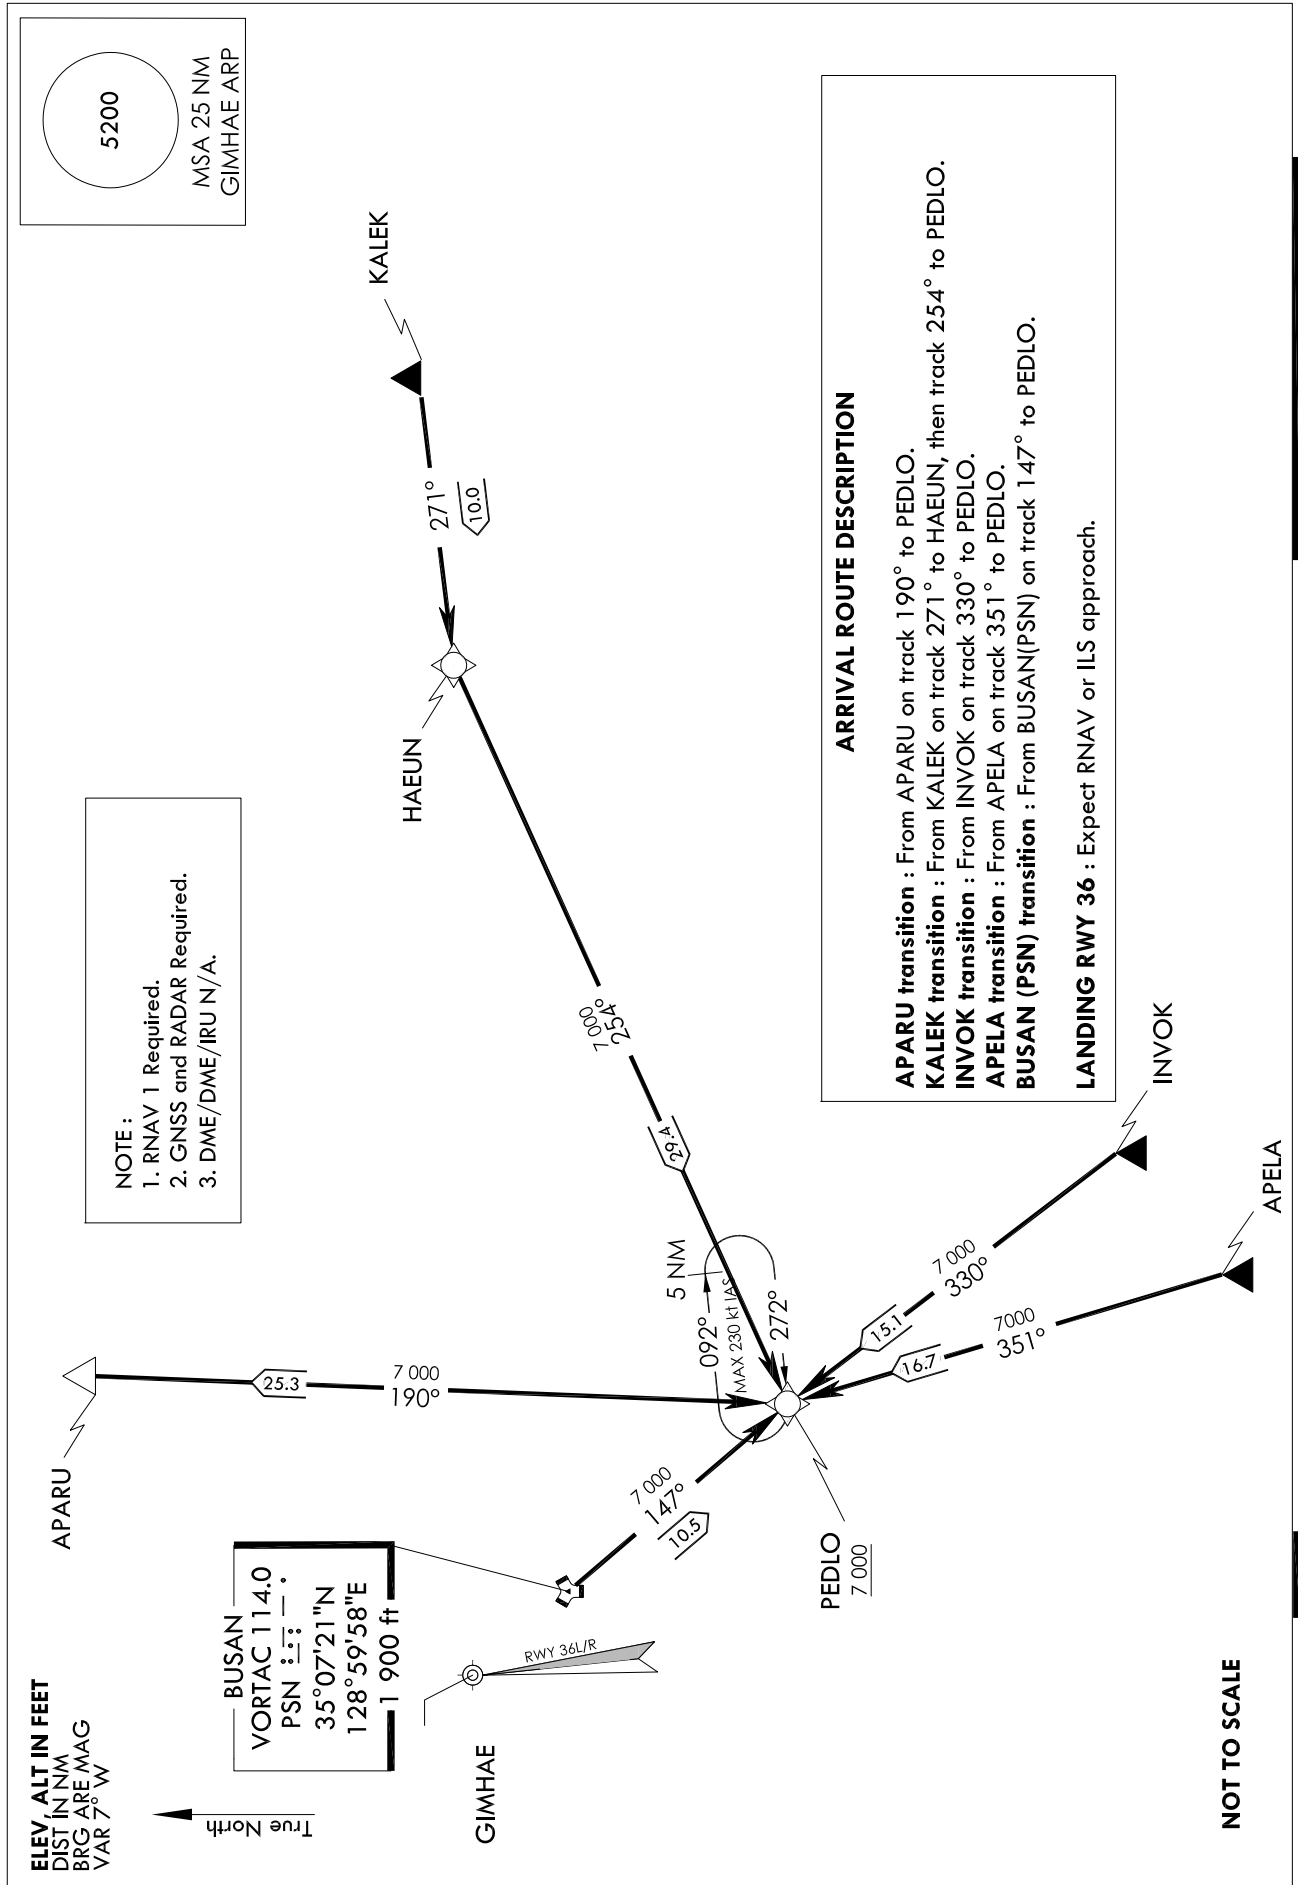 ELEV, ALT IN FEET
DIST IN NM
BRG ARE MAG
VAR 7° W
True North
BUSAN
VORTAC 114.0
PSN
35°07'21"N
128°59'58"E
1 900 ft
GIMHAE
RWY 36L/R
APARU
25.3
7 000
190°
NOTE :
1. RNAV 1 Required.
2. GNSS and RADAR Required.
3. DME/DME/IRU N/A.
5200
MSA 25 NM
GIMHAE ARP
KALEK
271°
10.0
HAEUN
7 000
254°
29.4
5 NM
092°
MAX 230 kt IAS
272°
7 000
147°
10.5
PEDLO
7 000
15.1
7 000
330°
INVOK
16.7
7000
351°
APELA
ARRIVAL ROUTE DESCRIPTION
APARU transition : From APARU on track 190° to PEDLO.
KALEK transition : From KALEK on track 271° to HAEUN, then track 254° to PEDLO.
INVOK transition : From INVOK on track 330° to PEDLO.
APELA transition : From APELA on track 351° to PEDLO.
BUSAN (PSN) transition : From BUSAN(PSN) on track 147° to PEDLO.
LANDING RWY 36 : Expect RNAV or ILS approach.
NOT TO SCALE